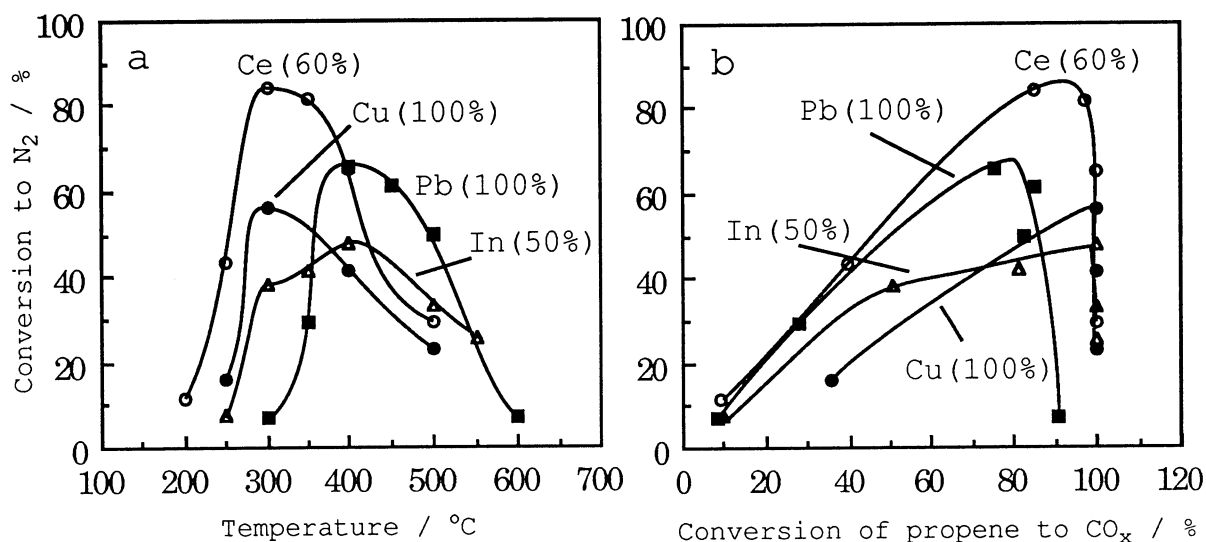 a
Conversion to N₂ / %
100
80
60
40
20
0
Ce(60%)
Cu(100%)
Pb(100%)
In(50%)
100 200 300 400 500 600 700
Temperature / °C
b
100
80
60
40
20
0
Ce(60%)
Pb(100%)
In(50%)
Cu(100%)
0 20 40 60 80 100 120
Conversion of propene to COₓ / %